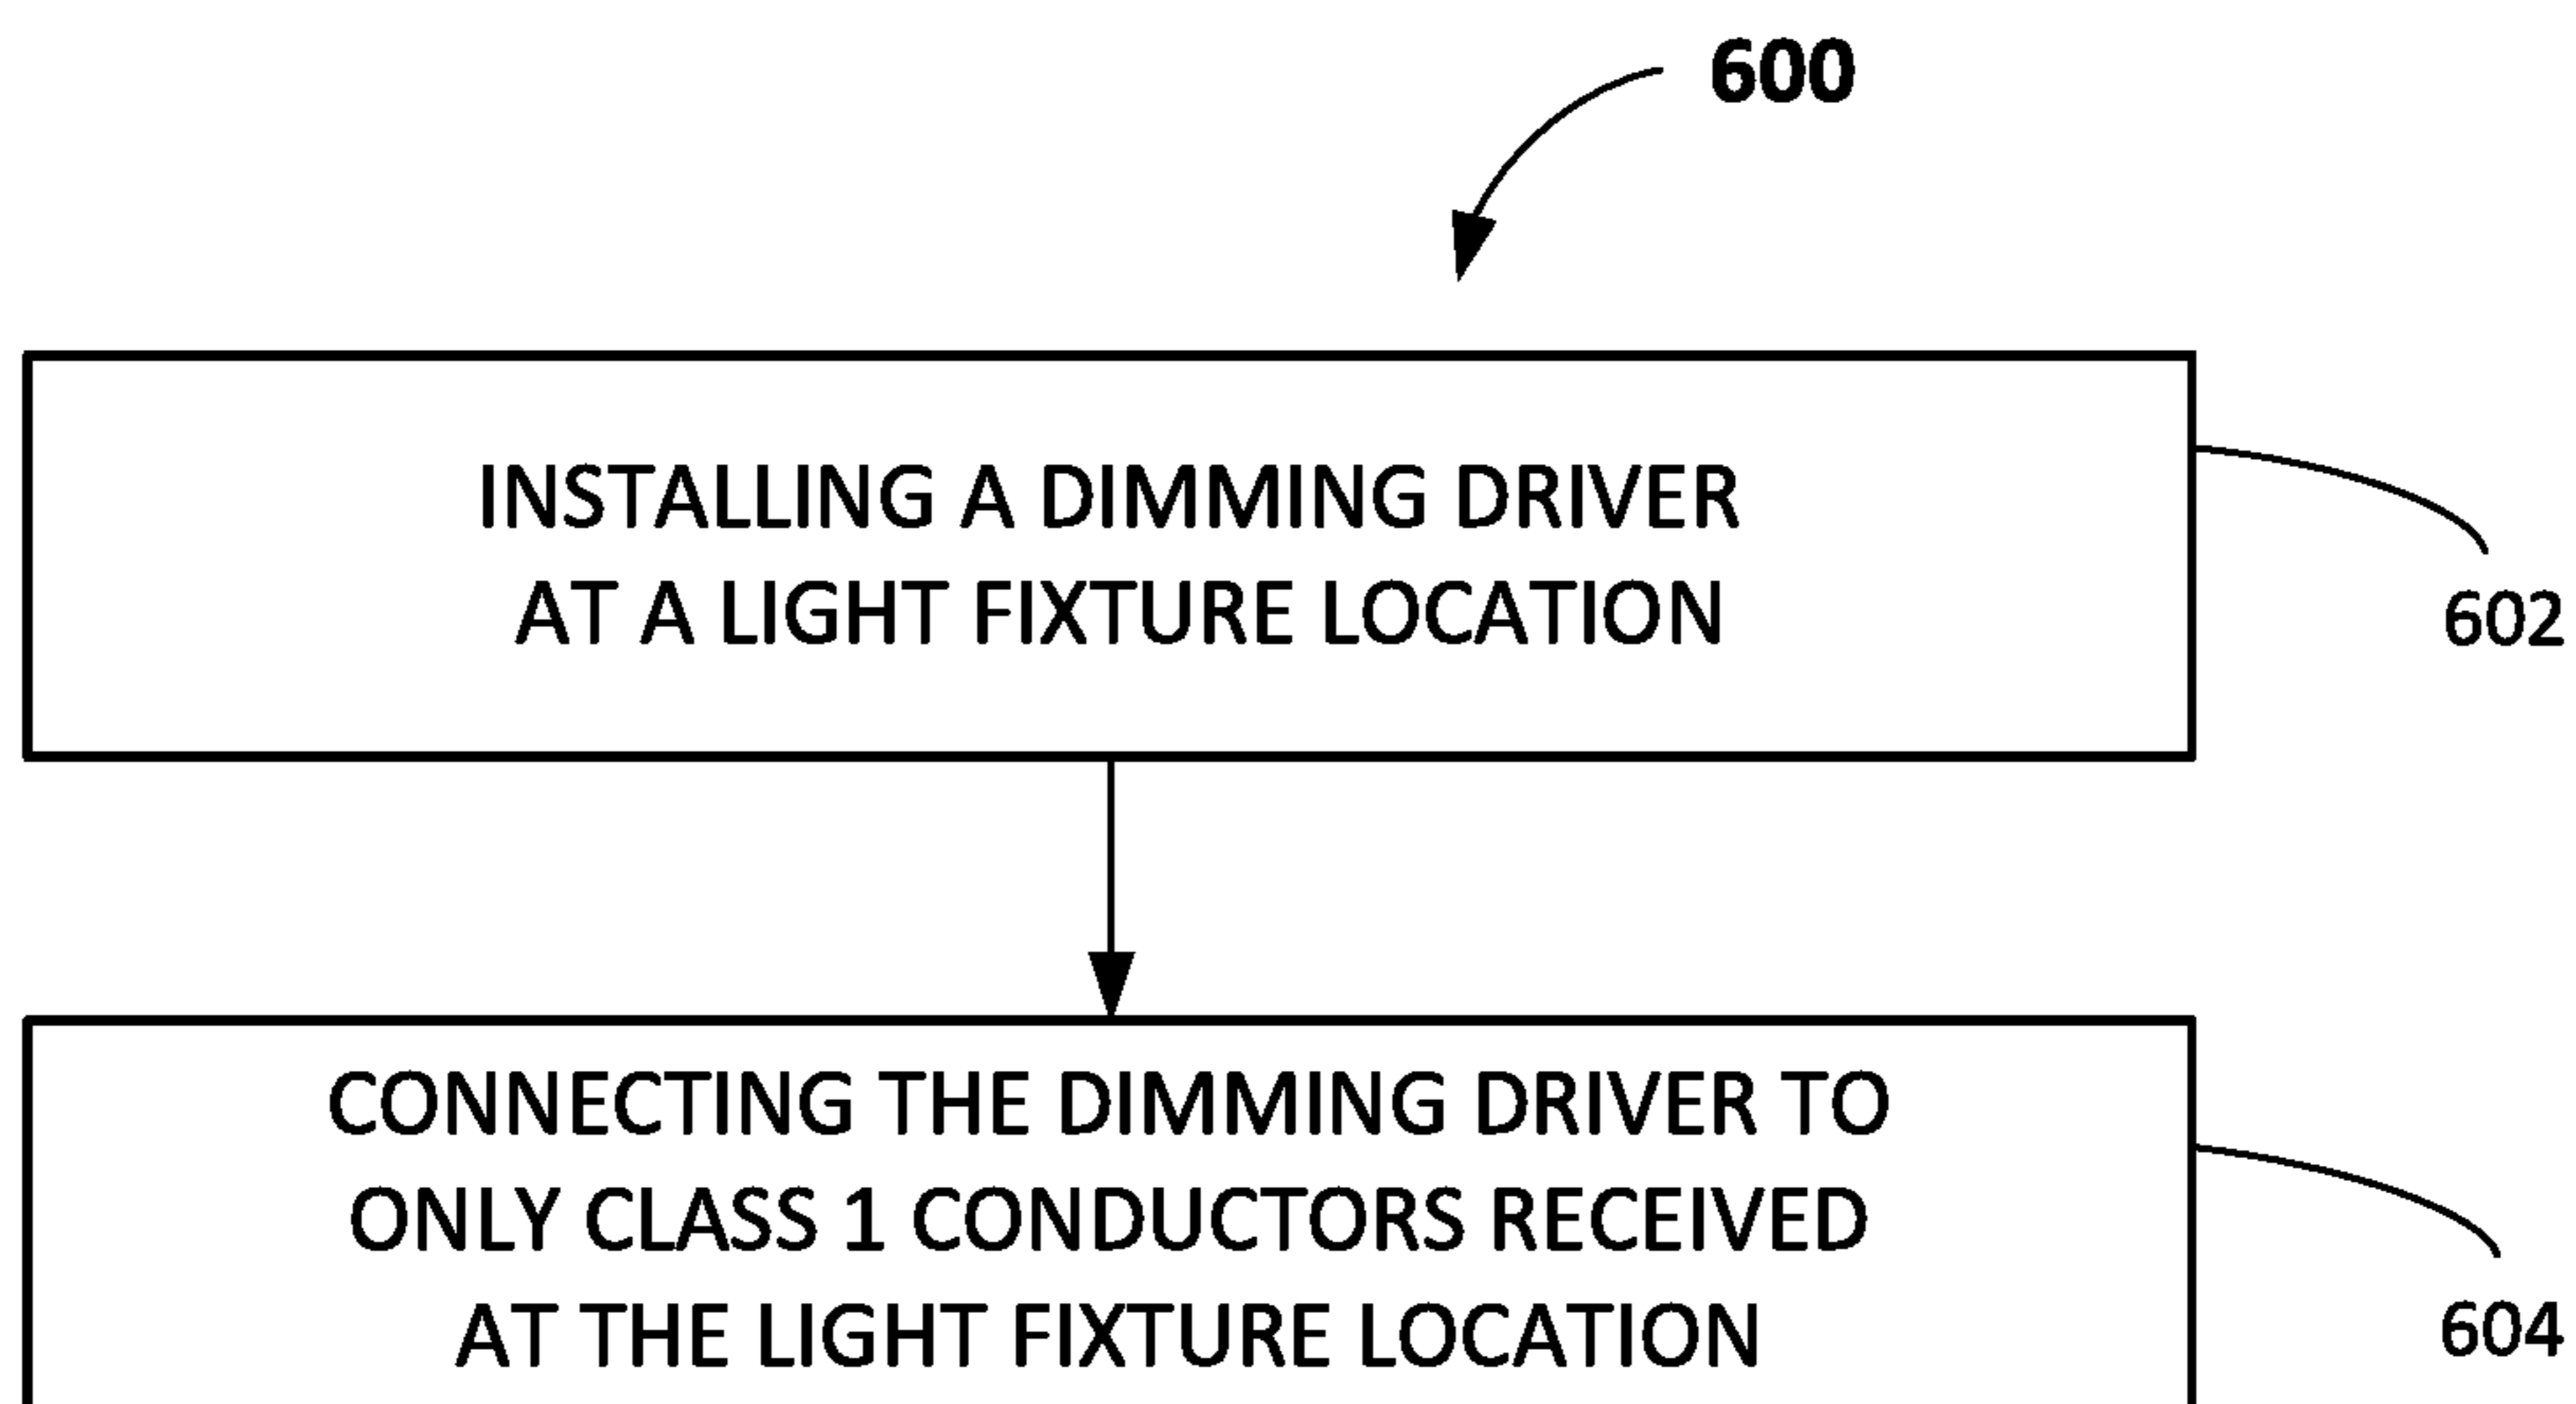 600
INSTALLING A DIMMING DRIVER
AT A LIGHT FIXTURE LOCATION
602
CONNECTING THE DIMMING DRIVER TO
ONLY CLASS 1 CONDUCTORS RECEIVED
AT THE LIGHT FIXTURE LOCATION
604